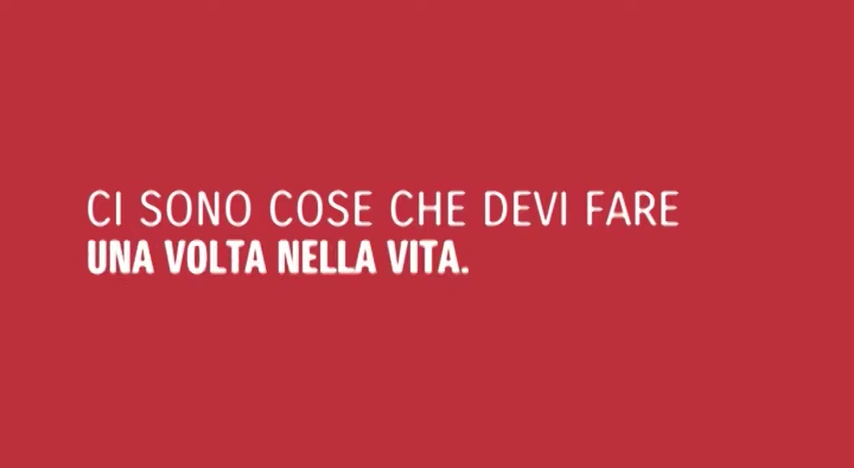 CI SONO COSE CHE DEVI FARE
UNA VOLTA NELLA VITA.